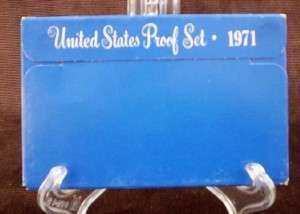 United States Proof Set • 1971